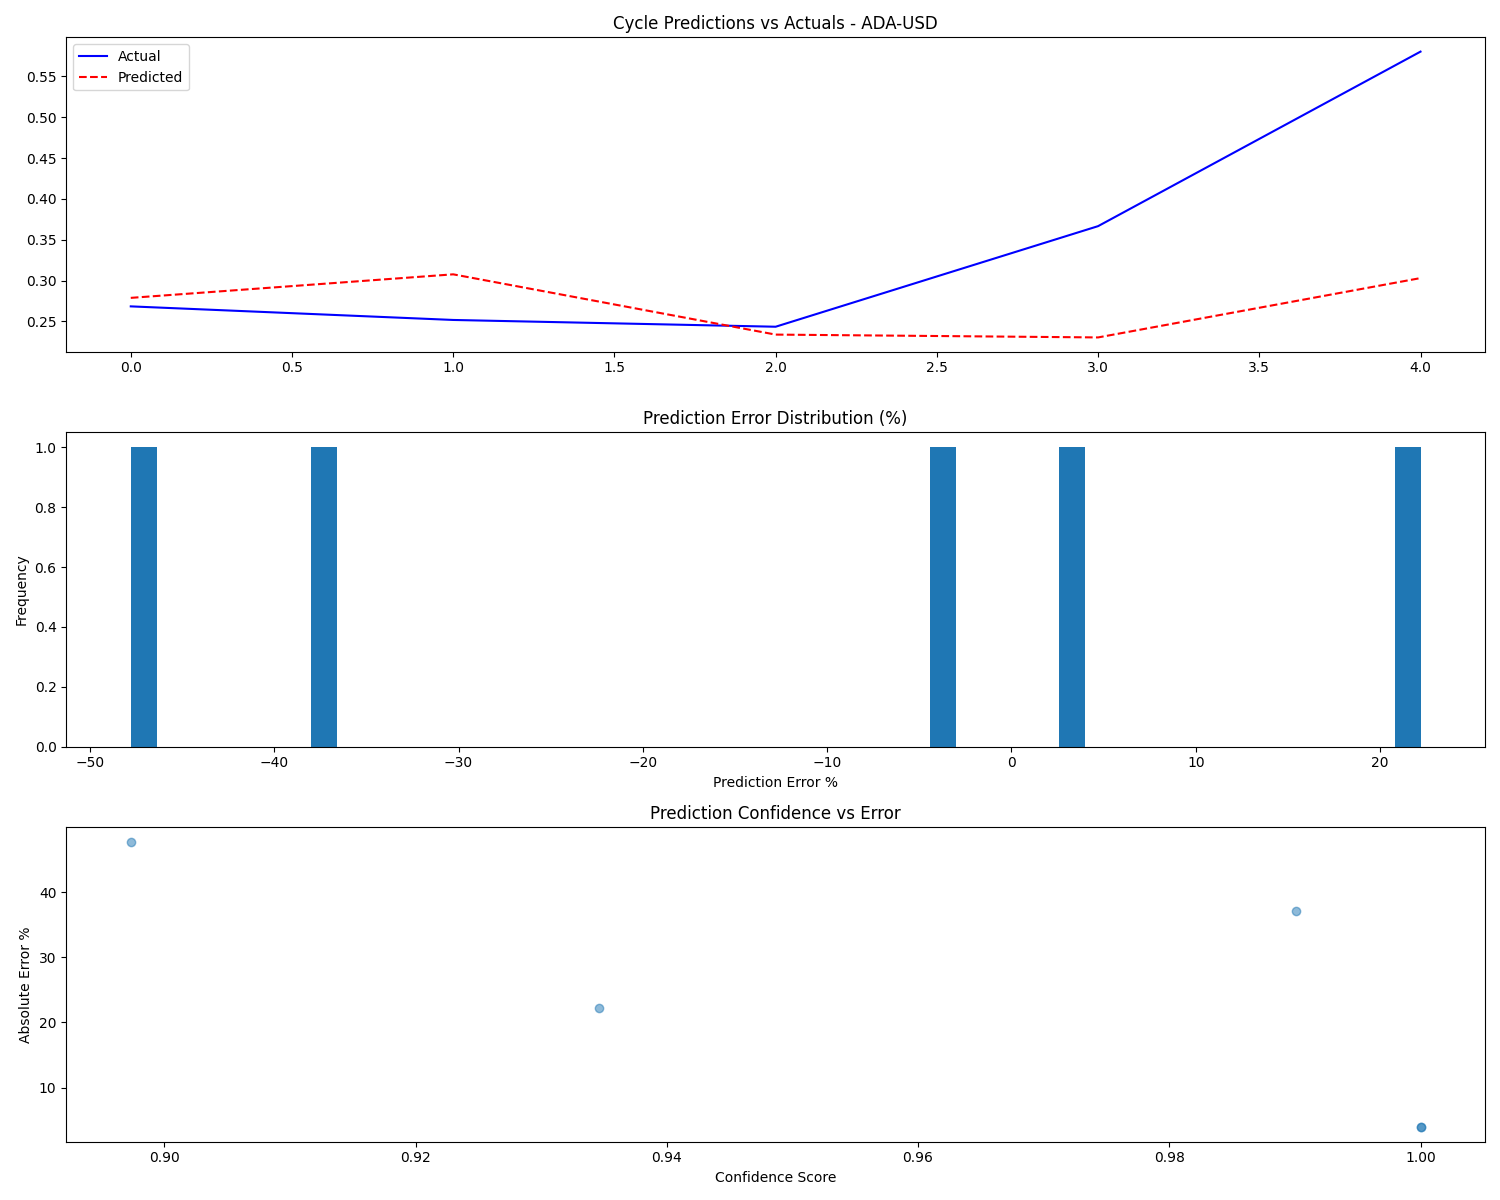 Cycle Predictions vs Actuals - ADA-USD
Actual
Predicted
0.55
0.50
0.45
0.40
0.35
0.30
0.25
0.0 0.5 1.0 1.5 2.0 2.5 3.0 3.5 4.0
Prediction Error Distribution (%)
Frequency
1.0
0.8
0.6
0.4
0.2
0.0
−50 −40 −30 −20 −10 0 10 20
Prediction Error %
Prediction Confidence vs Error
Absolute Error %
40
30
20
10
0.90 0.92 0.94 0.96 0.98 1.00
Confidence Score